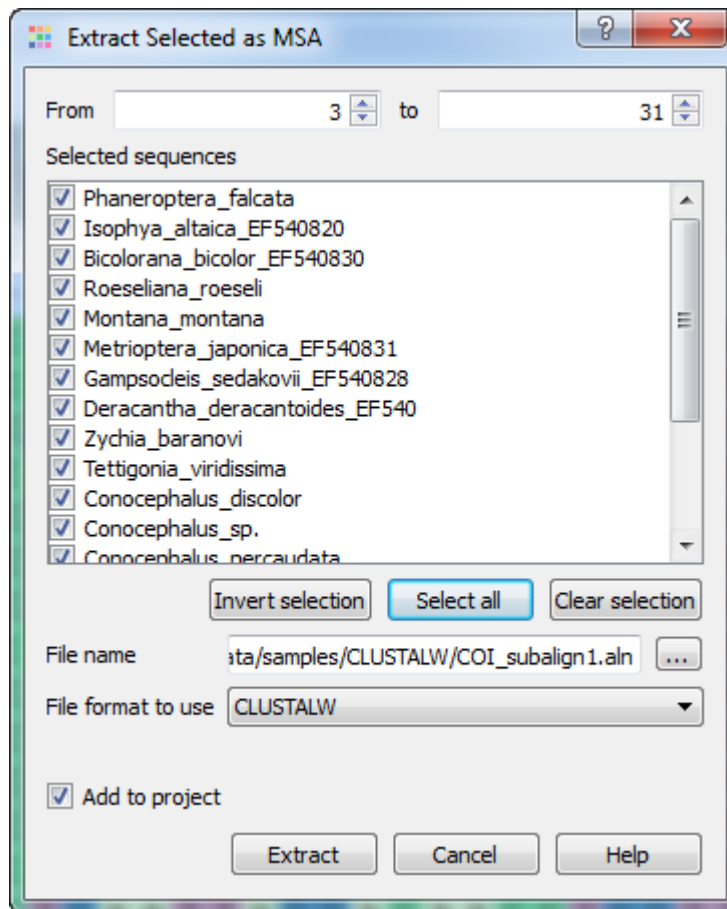 Extract Selected as MSA
From 3 to 31
Selected sequences
Phaneroptera_falcata
Isophya_altaica_EF540820
Bicolorana_bicolor_EF540830
Roeseliana_roeseli
Montana_montana
Metrioptera_japonica_EF540831
Gampsocleis_sedakovii_EF540828
Deracantha_deracantoides_EF540
Zychia_baranovi
Tettigonia_viridissima
Conocephalus_discolor
Conocephalus_sp.
Conocephalus_percaudata
Invert selection Select all Clear selection
File name ata/samples/CLUSTALW/COI_subalign1.aln ...
File format to use CLUSTALW
Add to project
Extract Cancel Help